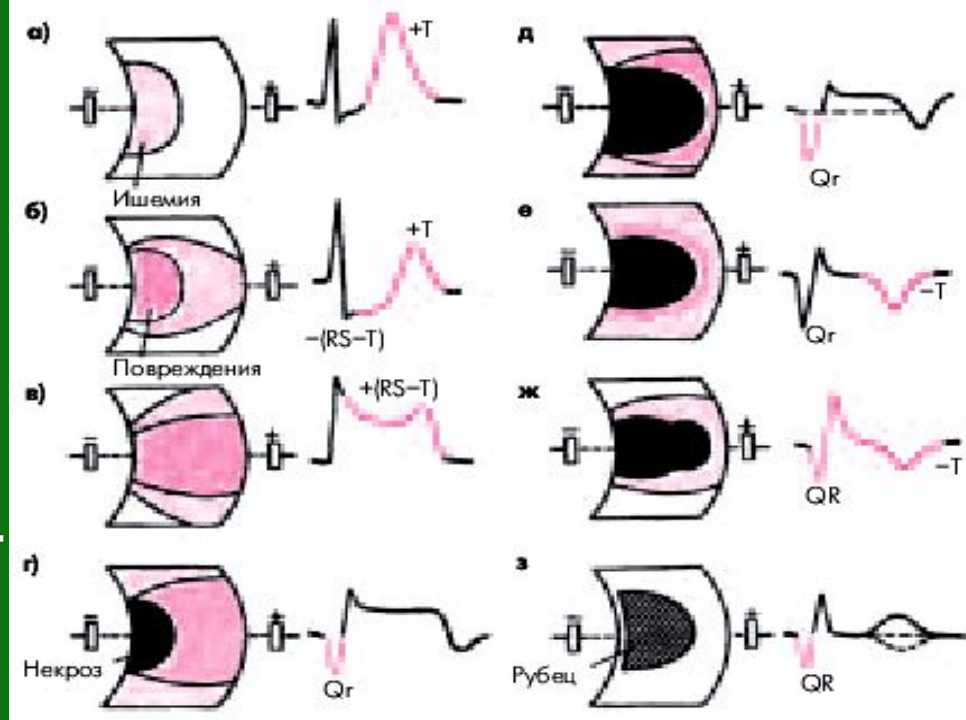 а)
+T
Ишемия
б)
+T
–(RS–T)
Повреждения
в)
+(RS–T)
г)
Некроз
Qr
д
Qr
е
–T
Qr
ж
–T
QR
з
Рубец
QR